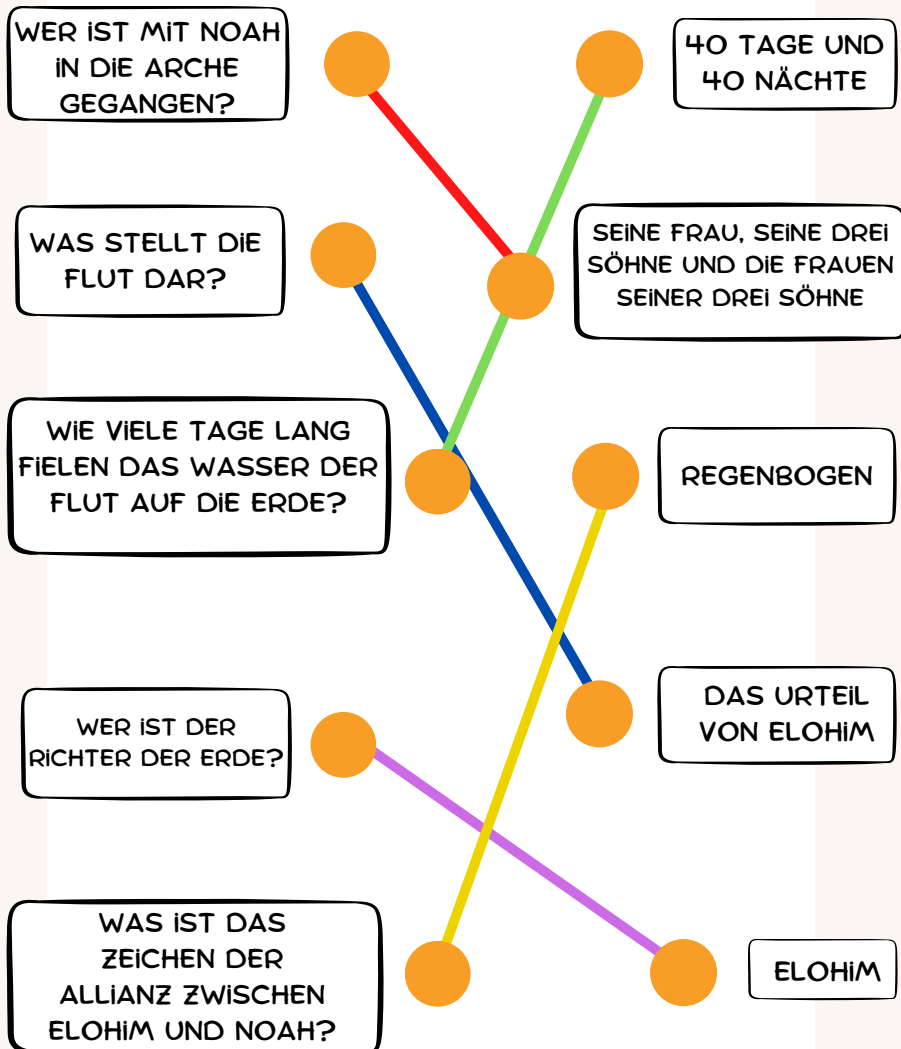 WER IST MIT NOAH
IN DIE ARCHE
GEGANGEN?
40 TAGE UND
40 NÄCHTE
WAS STELLT DIE
FLUT DAR?
SEINE FRAU, SEINE DREI
SÖHNE UND DIE FRAUEN
SEINER DREI SÖHNE
WIE VIELE TAGE LANG
FIELEN DAS WASSER DER
FLUT AUF DIE ERDE?
REGENBOGEN
WER IST DER
RICHTER DER ERDE?
DAS URTEIL
VON ELOHIM
WAS IST DAS
ZEICHEN DER
ALLIANZ ZWISCHEN
ELOHIM UND NOAH?
ELOHIM